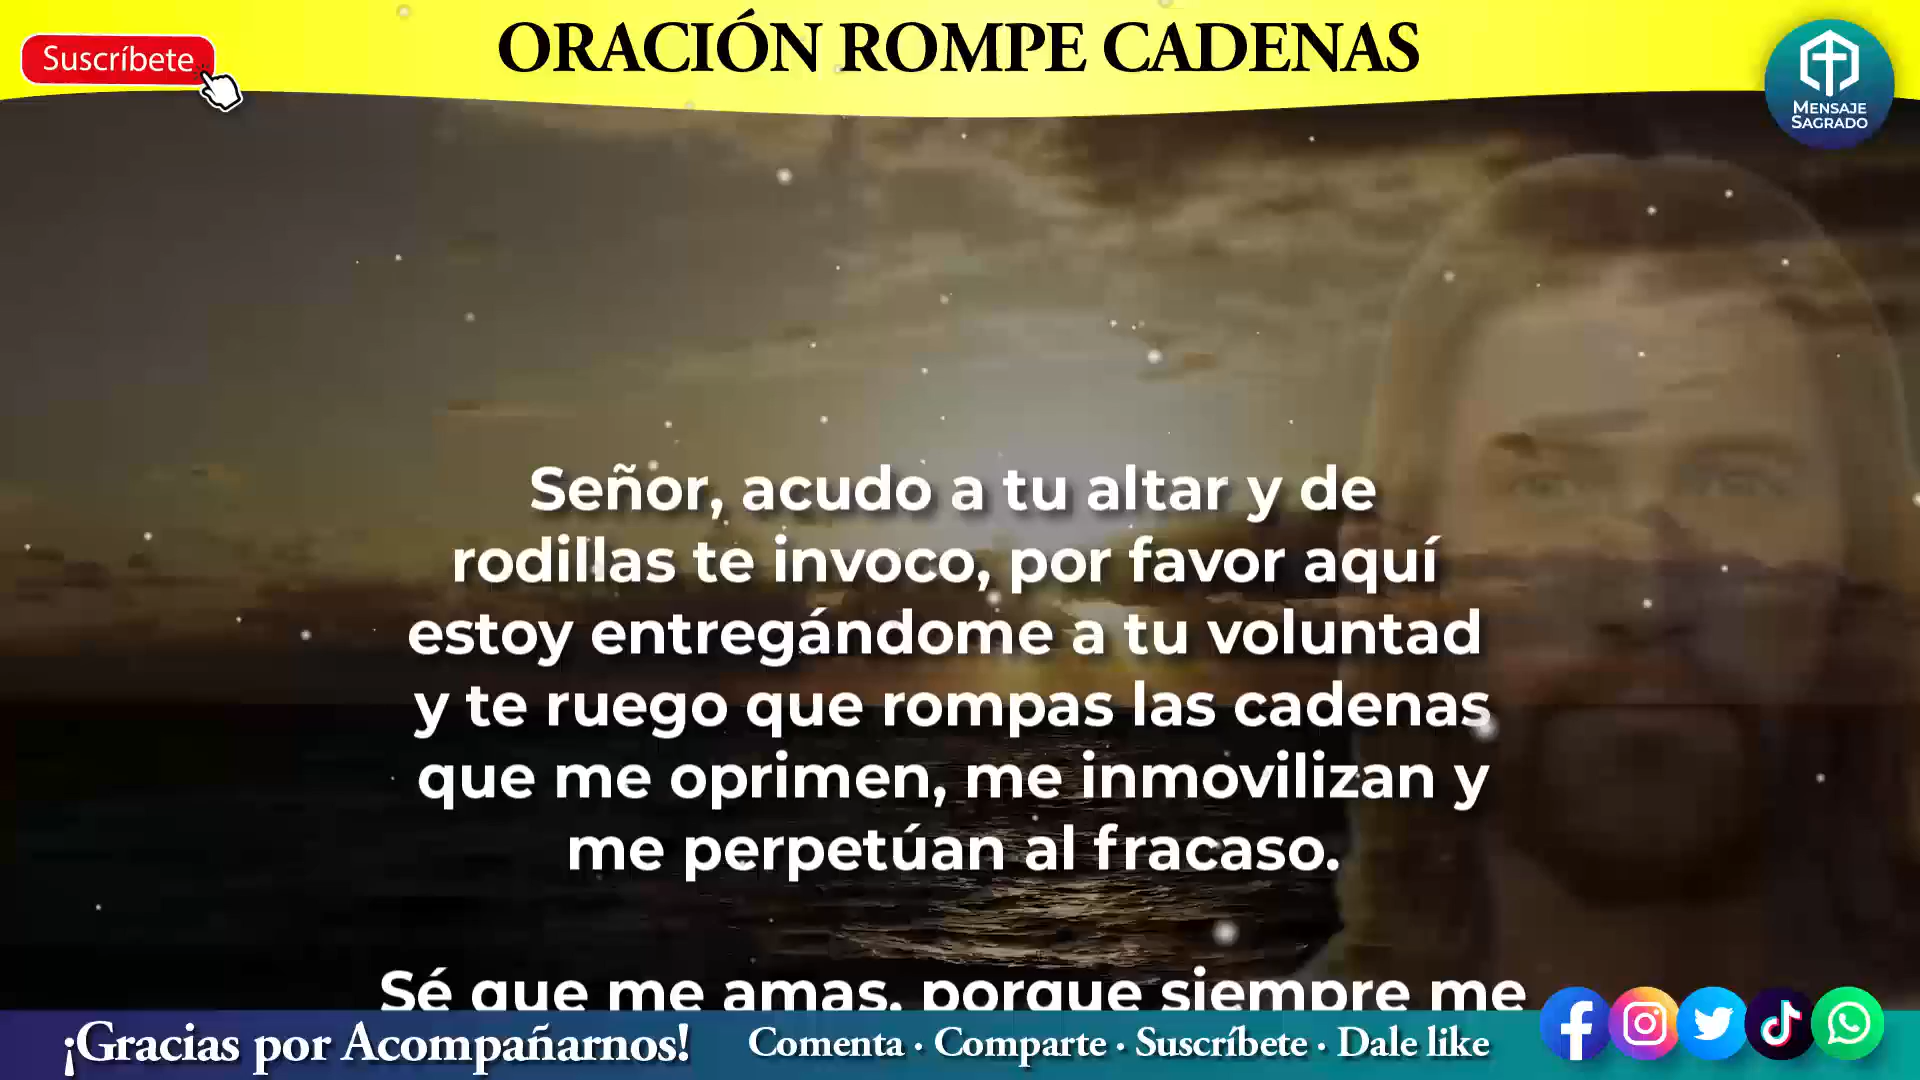 Suscríbete
ORACIÓN ROMPE CADENAS
MENSAJE
SAGRADO
Señor, acudo a tu altar y de
rodillas te invoco, por favor aquí
estoy entregándome a tu voluntad
y te ruego que rompas las cadenas
que me oprimen, me inmovilizan y
me perpetúan al fracaso.
Sé que me amas, porque siempre me
¡Gracias por Acompañarnos!
Comenta · Comparte · Suscríbete · Dale like